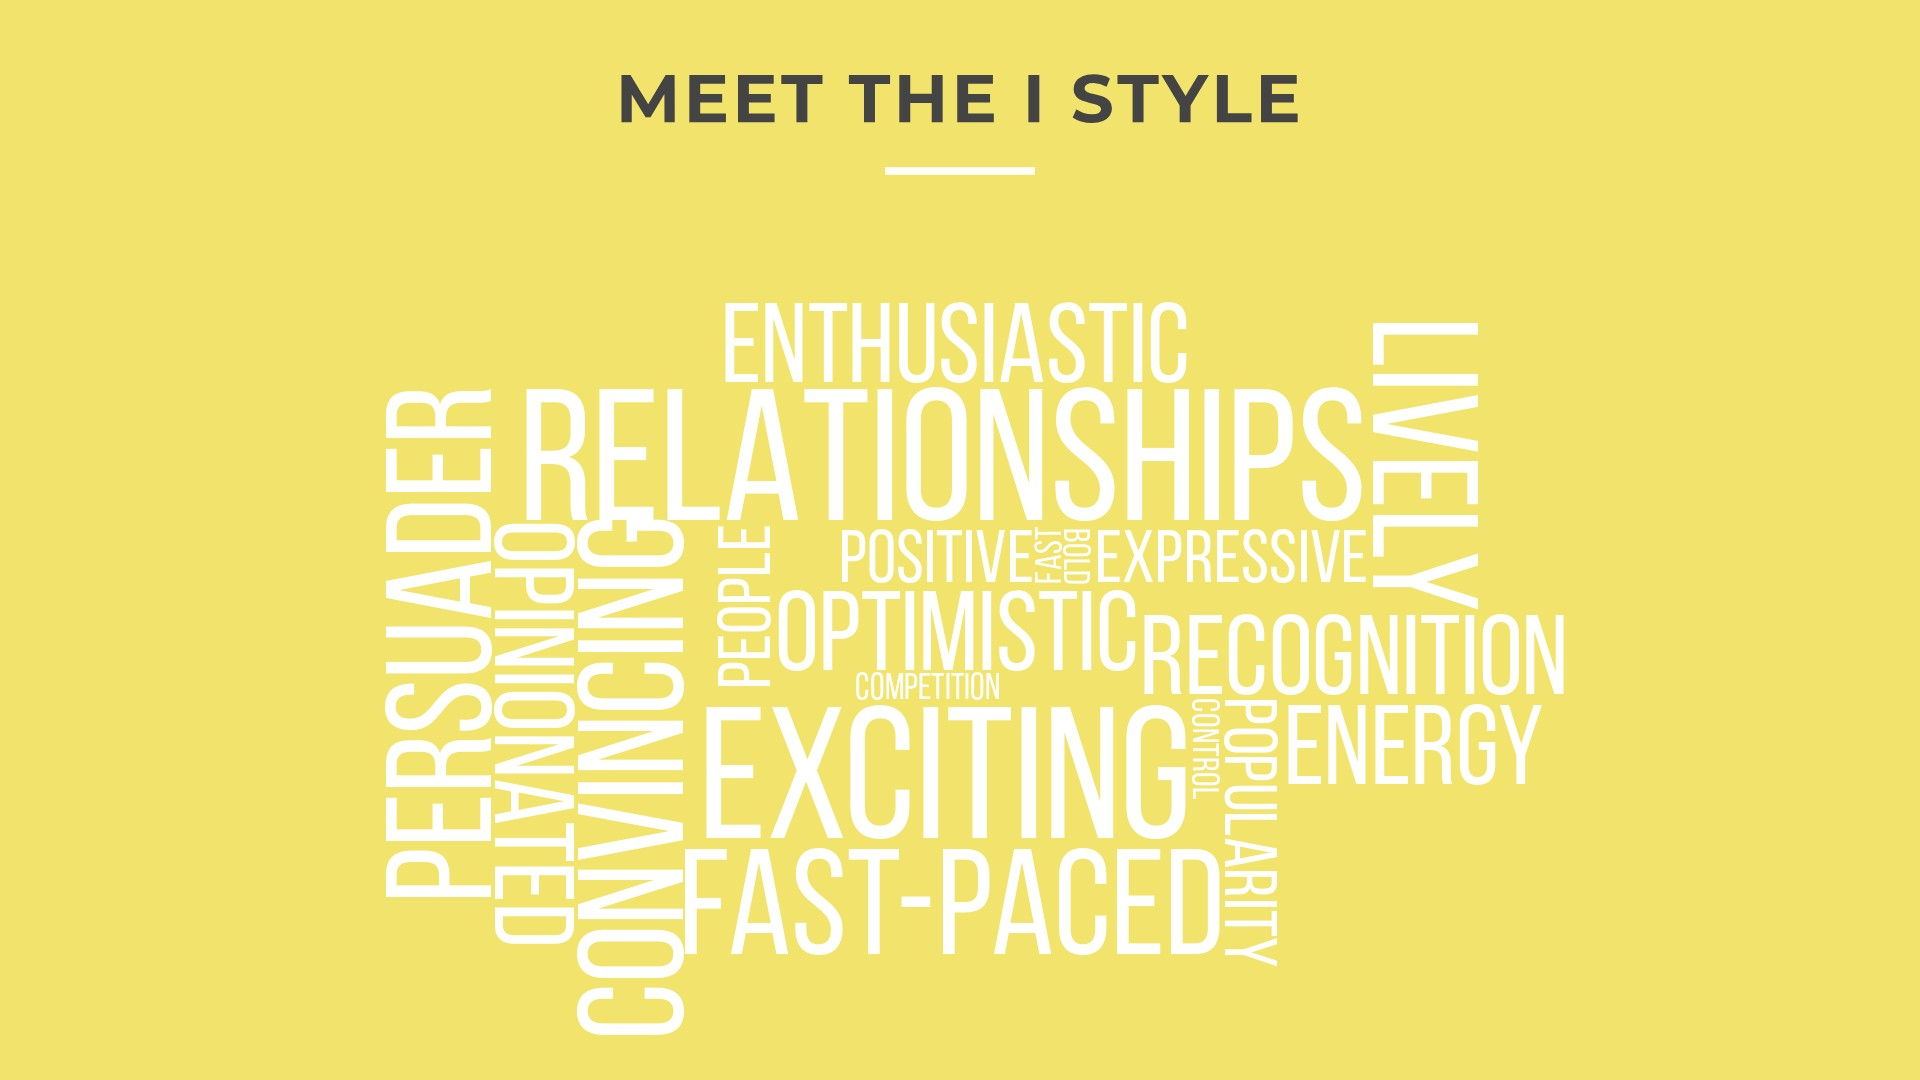 MEET THE I STYLE
ENTHUSIASTIC
LIVELY
RELATIONSHIPS
PERSUADER
OPINIONATED
CONVINCING
PEOPLE
POSITIVE
FAST
BOLD
EXPRESSIVE
OPTIMISTIC
RECOGNITION
COMPETITION
EXCITING
CONTROL
POPULARITY
ENERGY
FAST-PACED